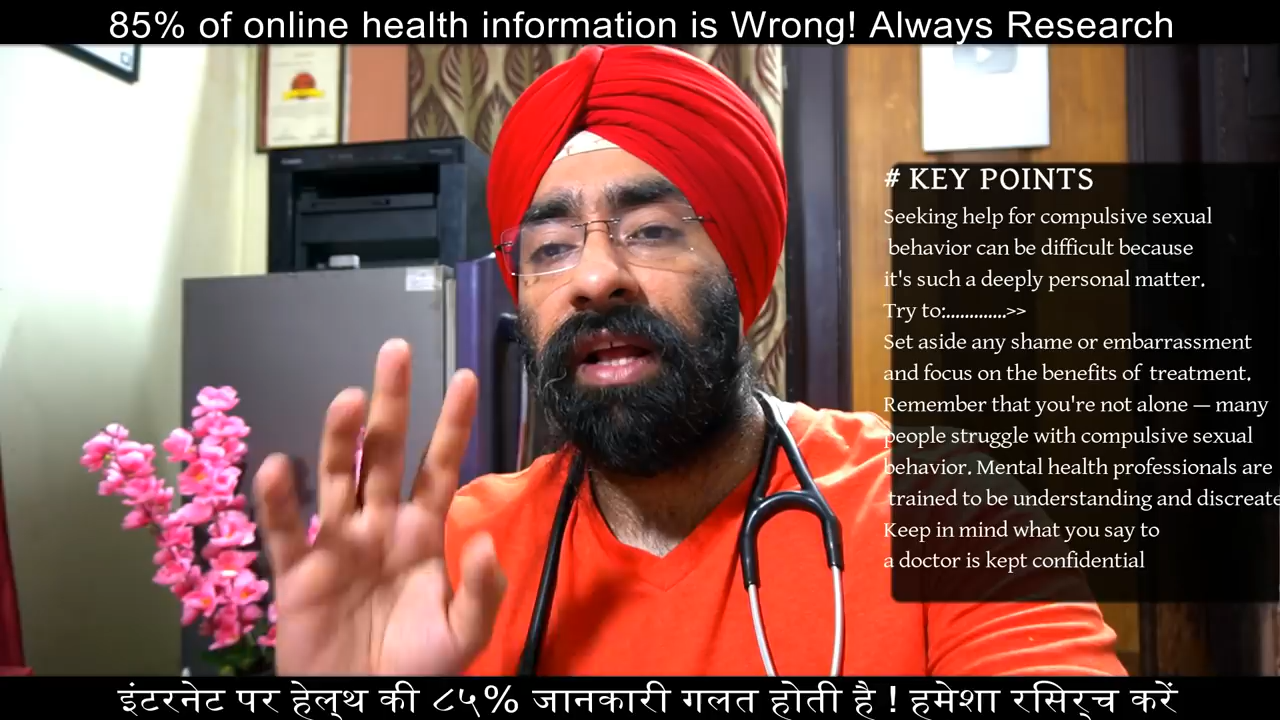 85% of online health information is Wrong! Always Research
# KEY POINTS
Seeking help for compulsive sexual
behavior can be difficult because
it's such a deeply personal matter.
Try to:.............>>
Set aside any shame or embarrassment
and focus on the benefits of treatment.
Remember that you're not alone — many
people struggle with compulsive sexual
behavior. Mental health professionals are
trained to be understanding and discreate
Keep in mind what you say to
a doctor is kept confidential
इंटरनेट पर हेल्थ की ८५% जानकारी गलत होती है ! हमेशा रसिर्च करें